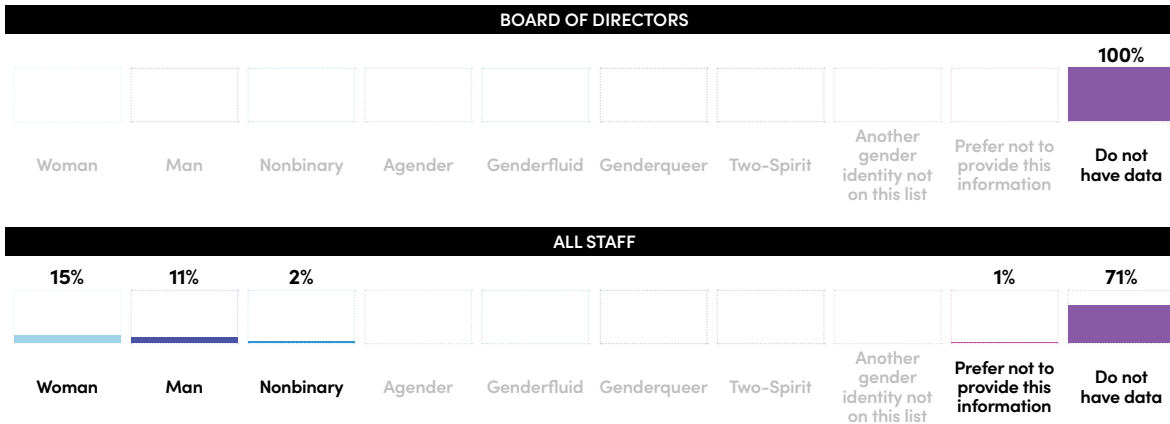 BOARD OF DIRECTORS
100%
Woman
Man
Nonbinary
Agender
Genderfluid
Genderqueer
Two-Spirit
Another
gender
identity not
on this list
Prefer not to
provide this
information
Do not
have data
ALL STAFF
15%
11%
2%
1%
71%
Woman
Man
Nonbinary
Agender
Genderfluid
Genderqueer
Two-Spirit
Another
gender
identity not
on this list
Prefer not to
provide this
information
Do not
have data